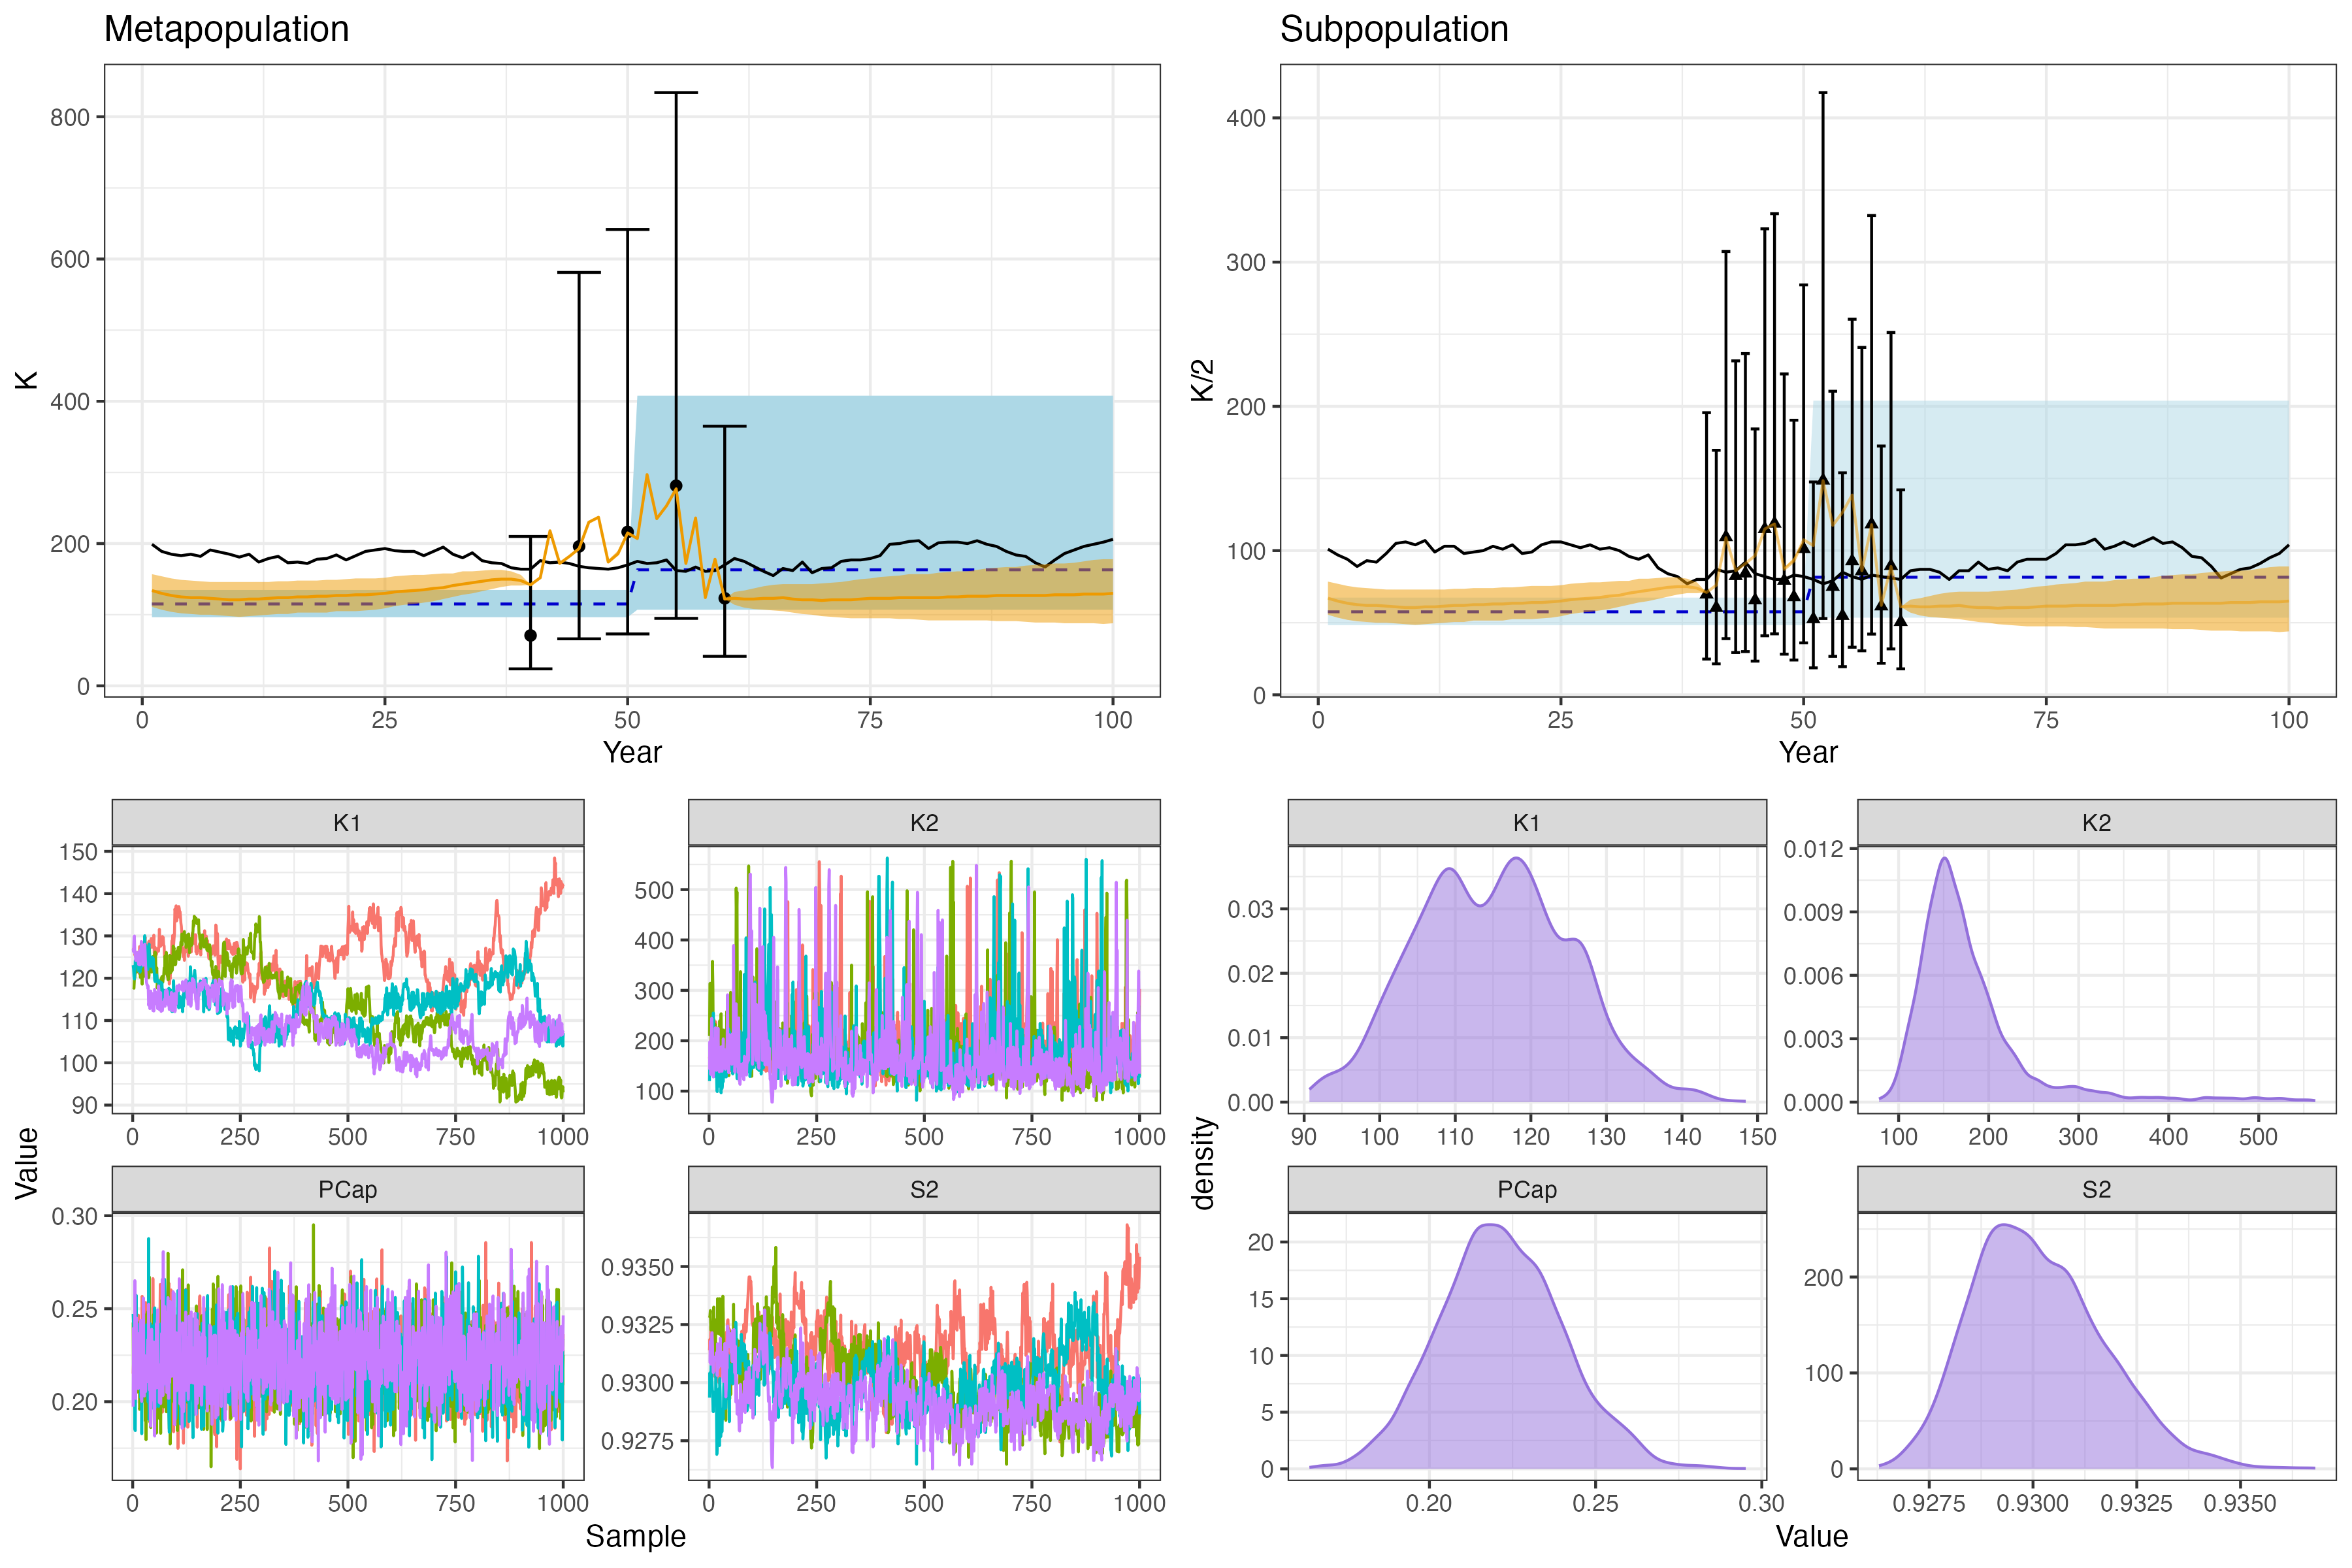 Metapopulation
800
600
400
200
0
K
0 25 50 75 100
Year
Subpopulation
400
300
200
100
0
K/2
0 25 50 75 100
Year
K1
150
140
130
120
110
100
90
0 250 500 750 1000
K2
500
400
300
200
100
0 250 500 750 1000
PCap
0.30
0.25
0.20
0 250 500 750 1000
S2
0.9350
0.9325
0.9300
0.9275
0 250 500 750 1000
Value
Sample
K1
0.03
0.02
0.01
0.00
90 100 110 120 130 140 150
K2
0.012
0.009
0.006
0.003
0.000
100 200 300 400 500
PCap
20
15
10
5
0
0.20 0.25 0.30
S2
200
100
0
0.9275 0.9300 0.9325 0.9350
density
Value